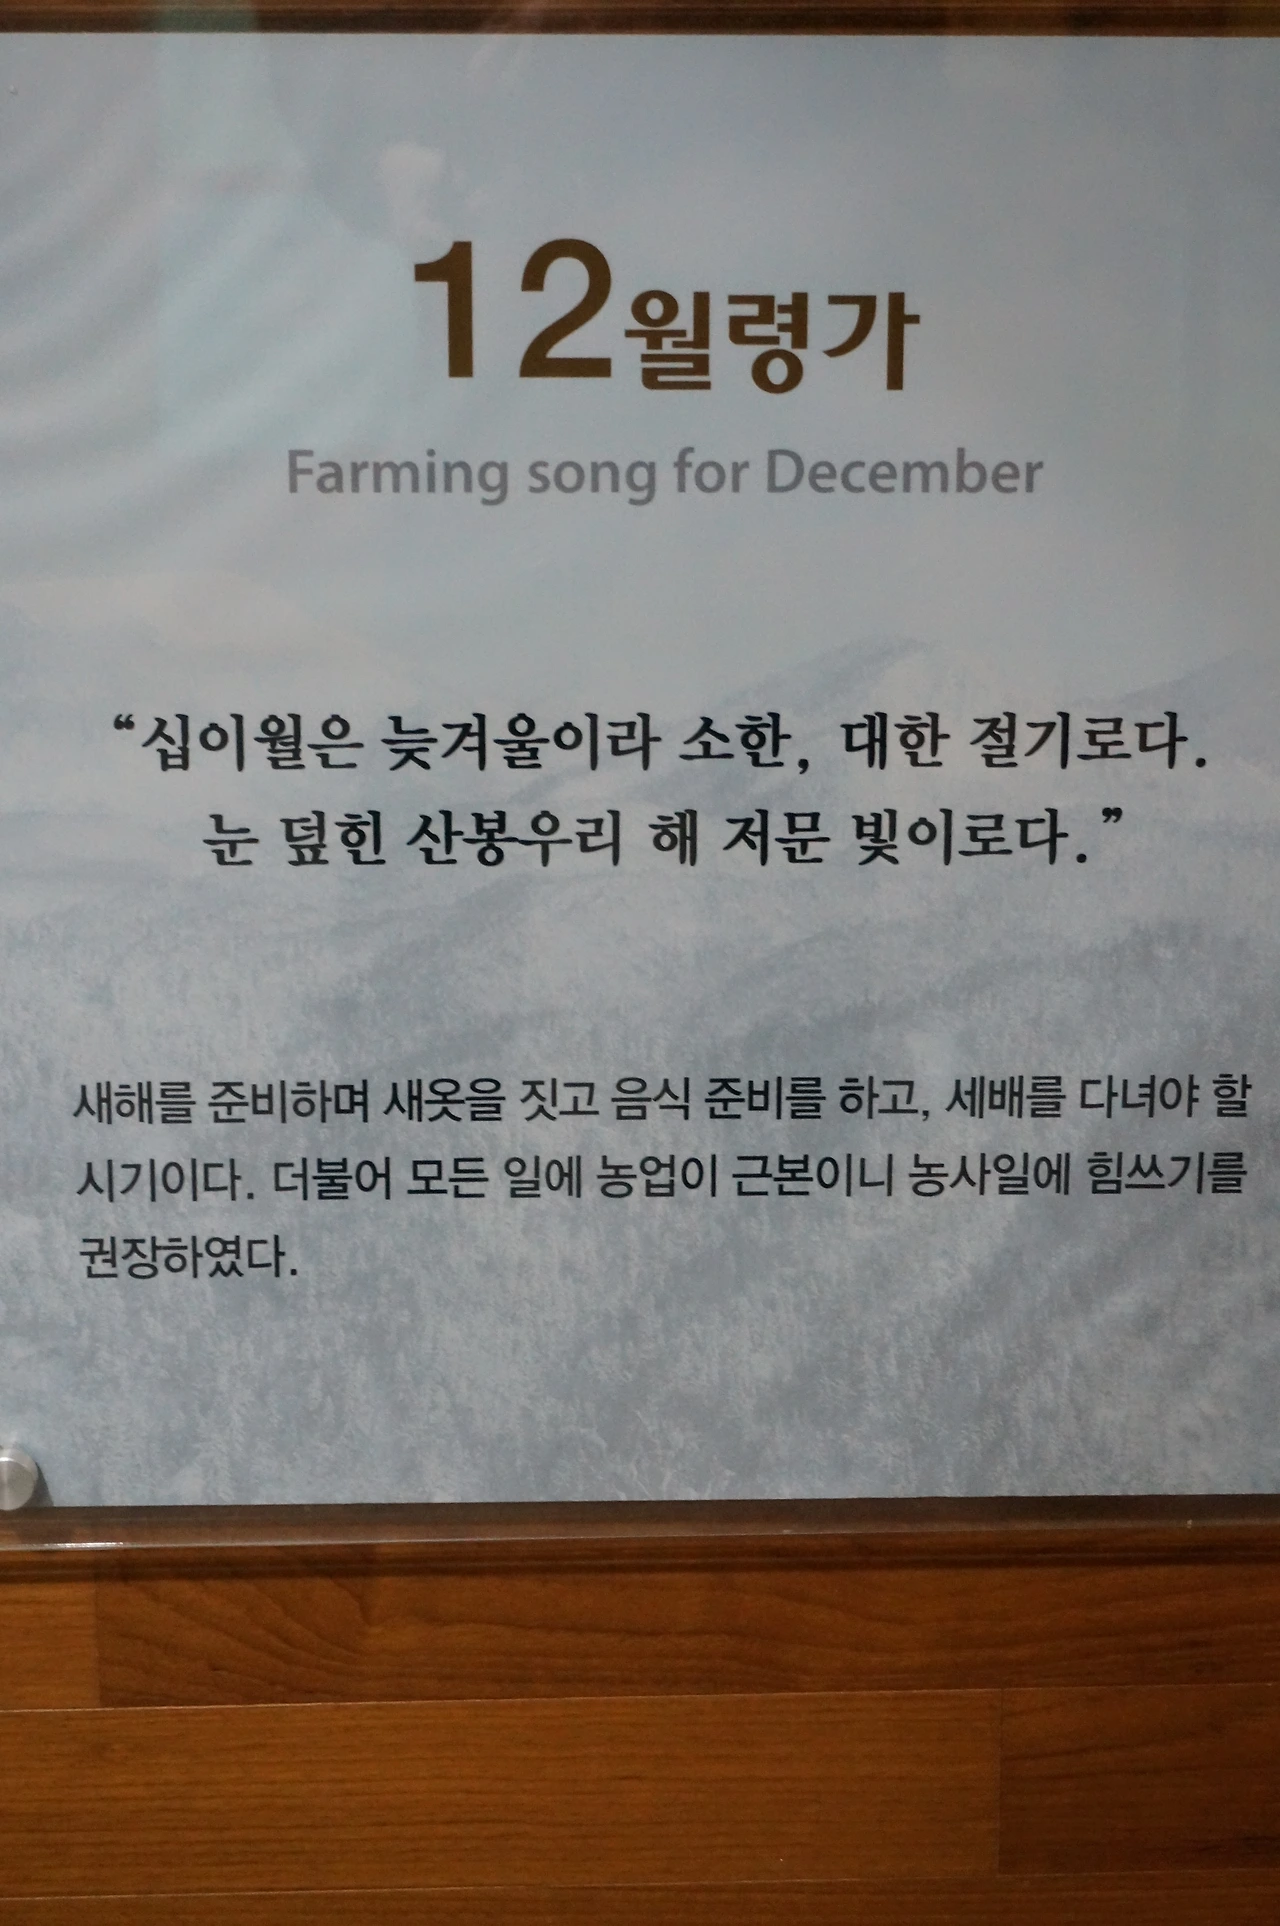 12월령가
Farming song for December
“십이월은 늦겨울이라 소한, 대한 절기로다.
눈 덮힌 산봉우리 해 저문 빛이로다.”
새해를 준비하며 새옷을 짓고 음식 준비를 하고, 세배를 다녀야 할
시기이다. 더불어 모든 일에 농업이 근본이니 농사일에 힘쓰기를
권장하였다.